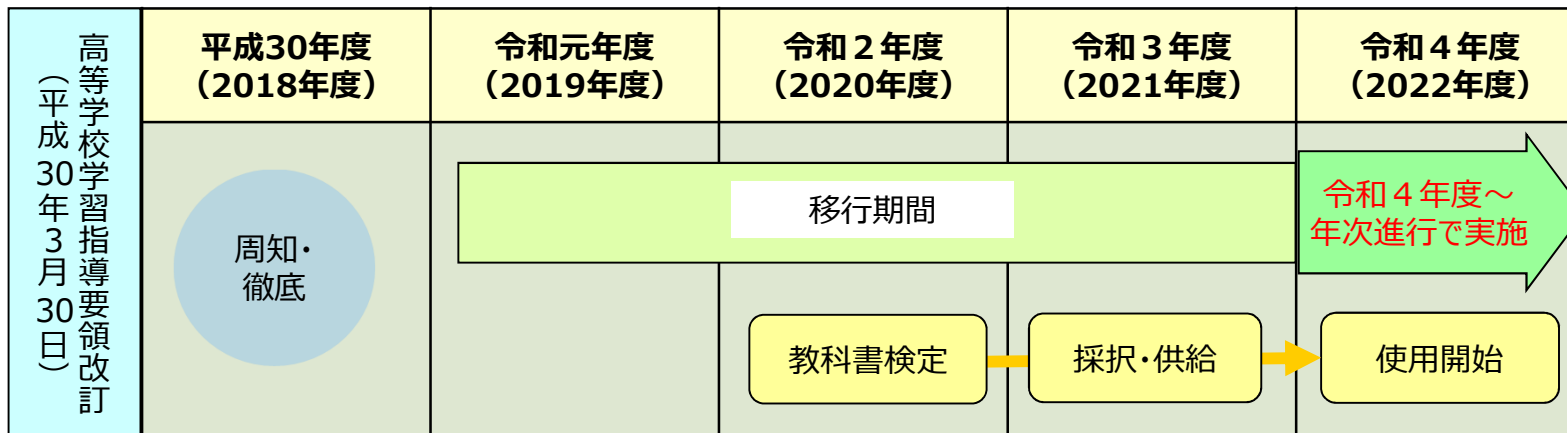 高等学校学習指導要領改訂
（平成30年３月30日）
平成30年度
（2018年度）
令和元年度
（2019年度）
令和２年度
（2020年度）
令和３年度
（2021年度）
令和４年度
（2022年度）
周知・
徹底
移行期間
令和４年度～
年次進行で実施
教科書検定
採択・供給
使用開始